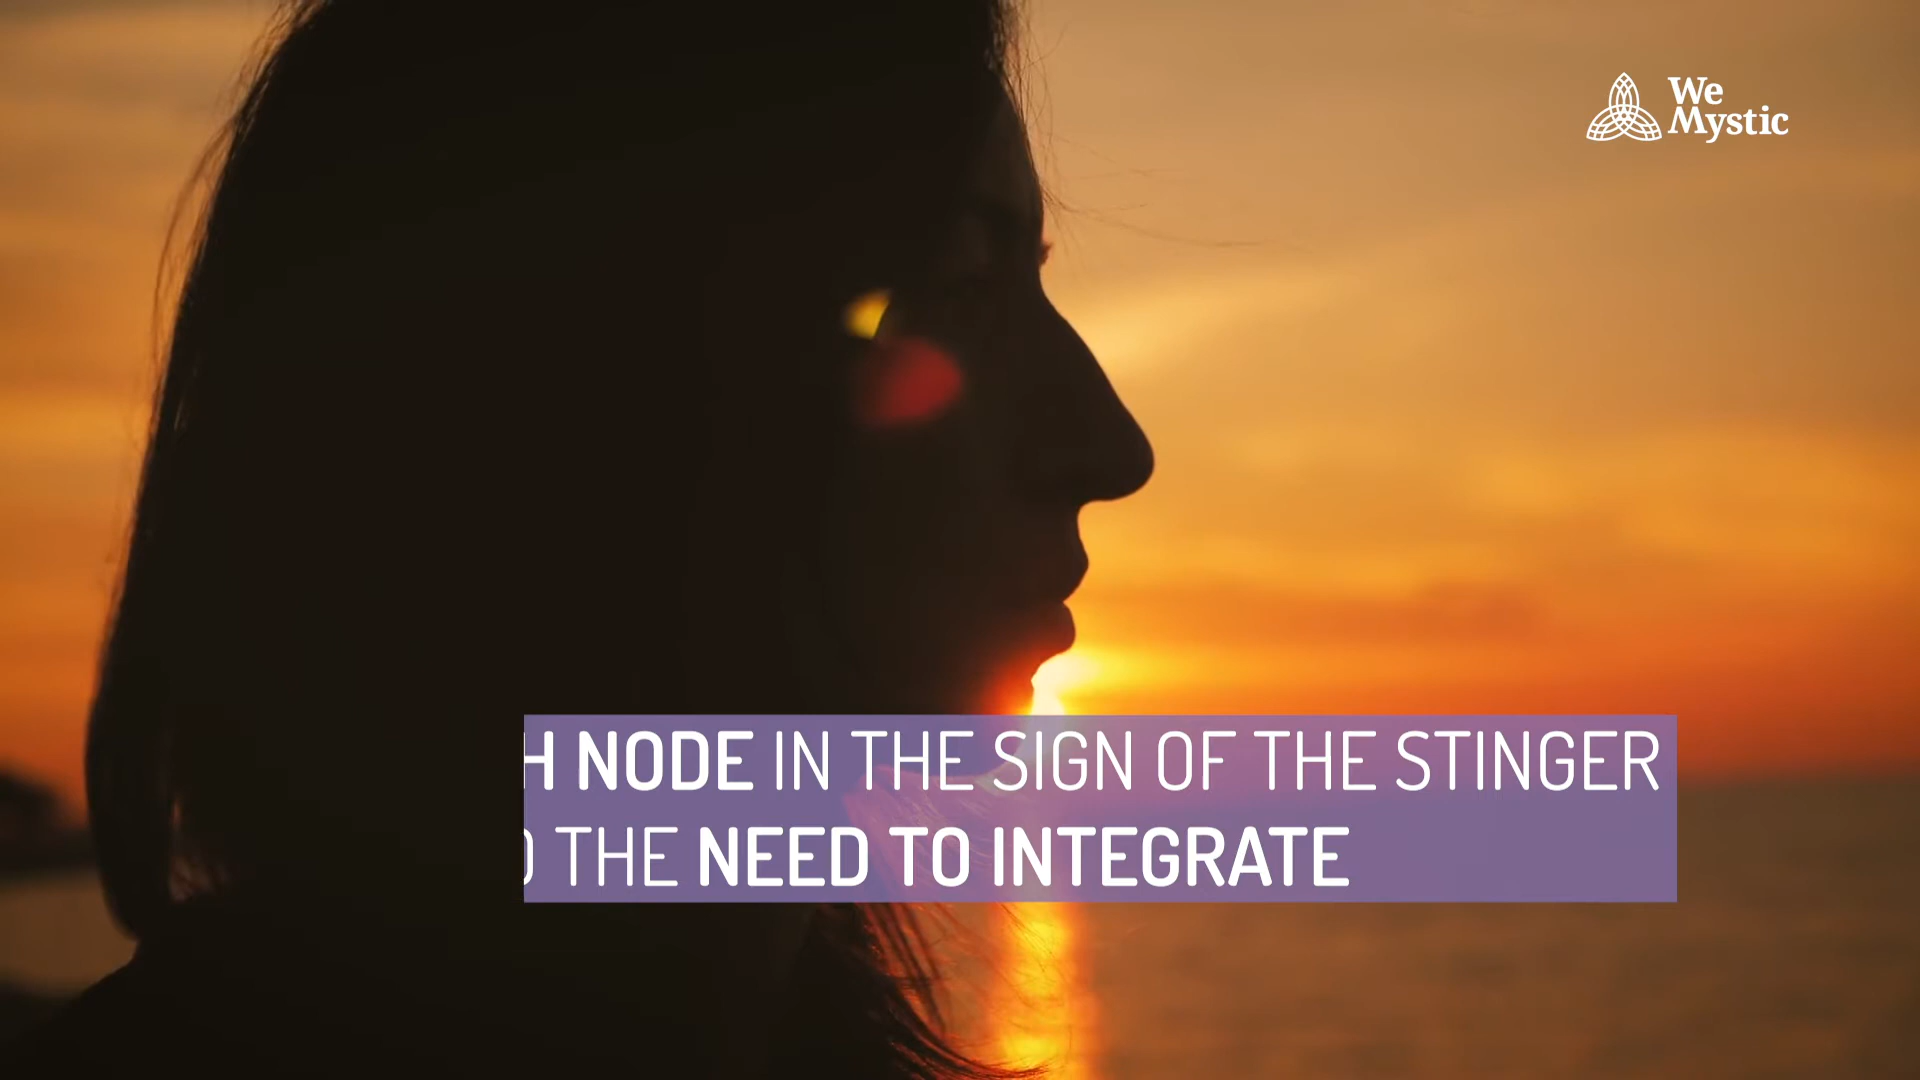 We
Mystic
H NODE IN THE SIGN OF THE STINGER
THE NEED TO INTEGRATE